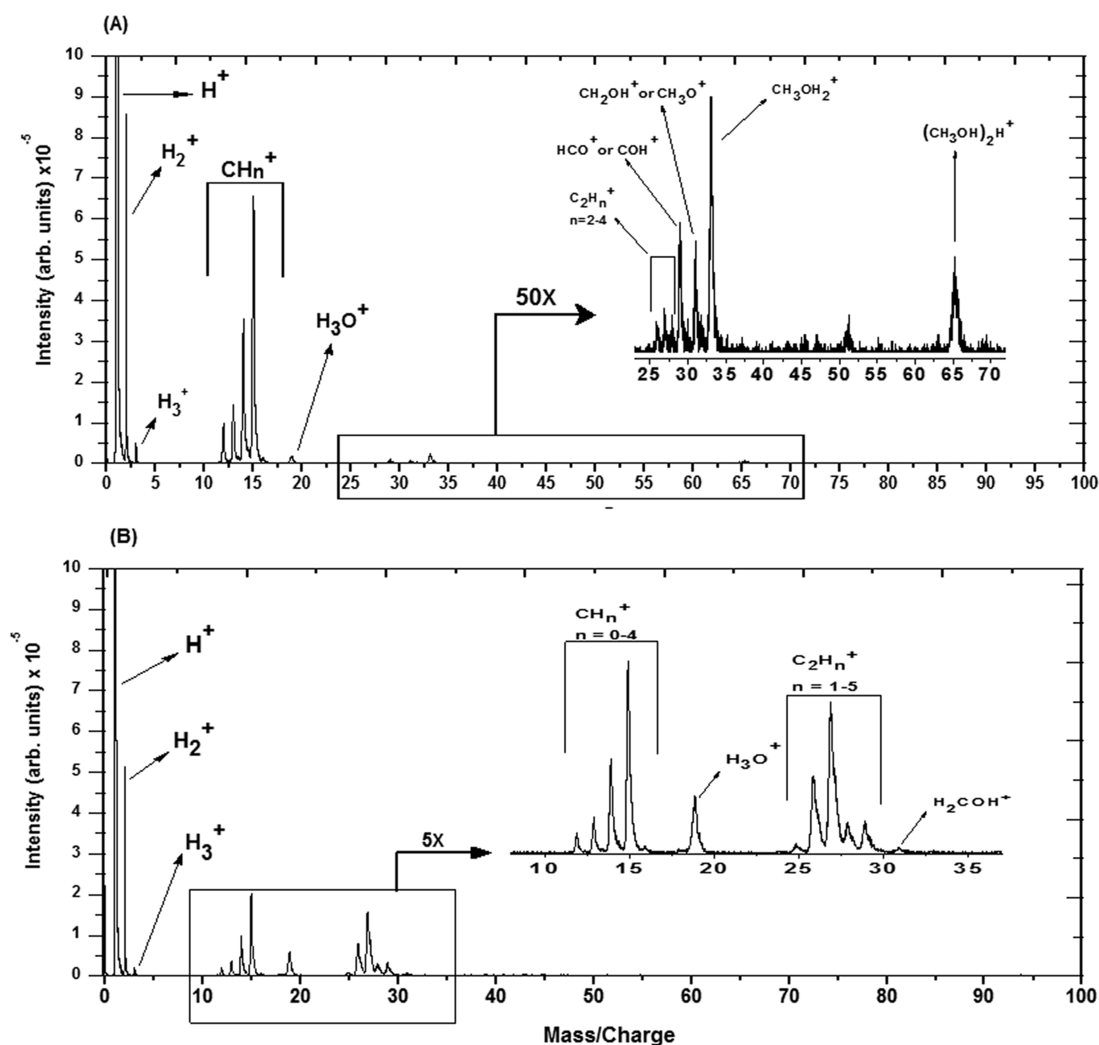 (A)
10
9
8
7
6
5
4
3
2
1
0
Intensity (arb. units) x10 -5
H+
H2+
H3+
CHn+
H3O+
50X
C2Hn+
n=2-4
HCO+or COH+
CH2OH+or CH3O+
CH3OH2+
(CH3OH)2H+
25 30 35 40 45 50 55 60 65 70
0 5 10 15 20 25 30 35 40 45 50 55 60 65 70 75 80 85 90 95 100
(B)
10
9
8
7
6
5
4
3
2
1
0
Intensity (arb. units) x 10 -5
H+
H2+
H3+
5X
CHn+
n = 0-4
H3O+
C2Hn+
n = 1-5
H2COH+
10 15 20 25 30 35
0 10 20 30 40 50 60 70 80 90 100
Mass/Charge